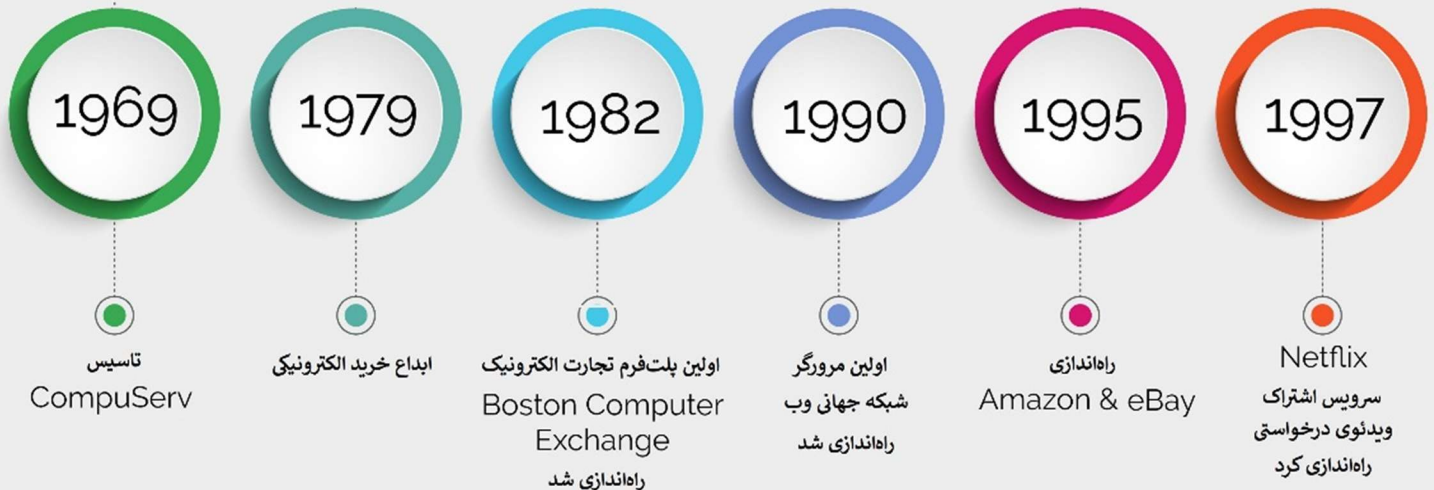 1969
تاسیس
CompuServ
1979
ابداع خرید الکترونیکی
1982
اولین پلت‌فرم تجارت الکترونیک
Boston Computer
Exchange
راه‌اندازی شد
1990
اولین مرورگر
شبکه جهانی وب
راه‌اندازی شد
1995
راه‌اندازی
Amazon & eBay
1997
Netflix
سرویس اشتراک
ویدئوی درخواستی
راه‌اندازی کرد